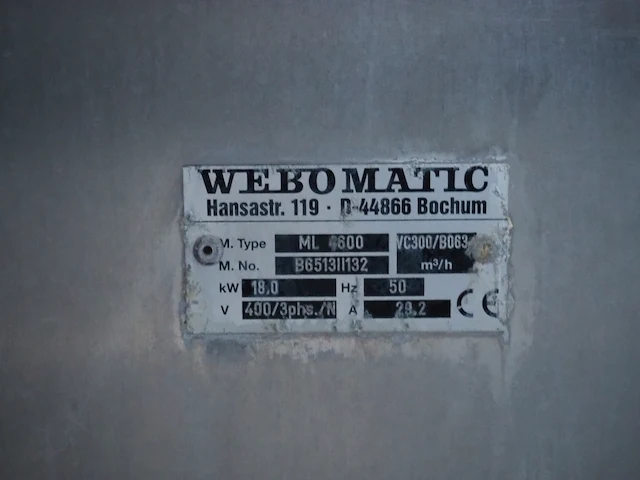 WEBOMATIC
Hansastr. 119 · D-44866 Bochum
M. Type ML 4600 VC300/B063
M. No. B6513II132 m³/h
kW 18,0 Hz 50
V 400/3phs./N A 29.2 CE